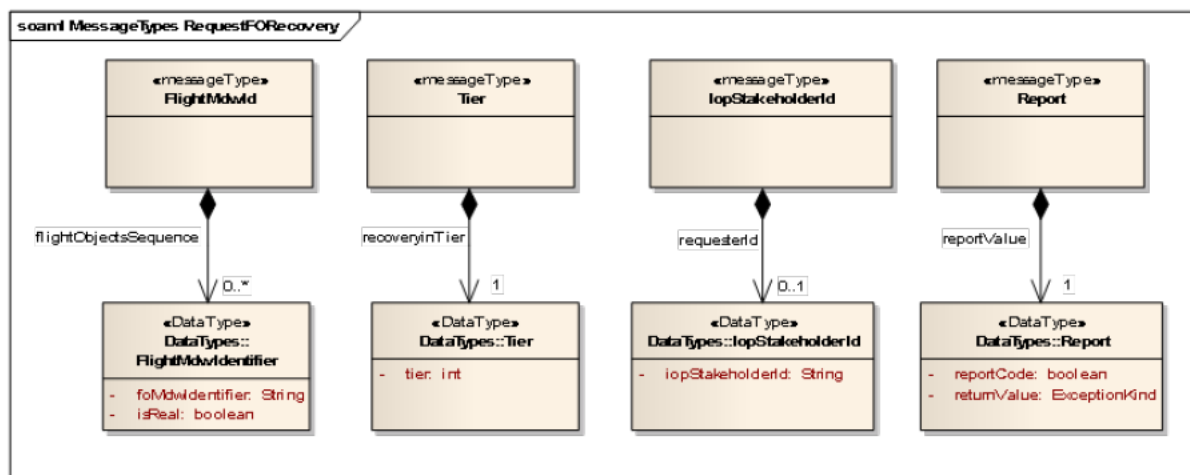 soaml MessageTypes RequestFORecovery
«messageType»
FlightMdwId
«messageType»
Tier
«messageType»
IopStakeholderId
«messageType»
Report
flightObjectsSequence
recoveryinTier
requesterId
reportValue
0..*
1
0..1
1
«DataType»
DataTypes::
FlightMdwIdentifier
- foMdwIdentifier: String
- isReal: boolean
«DataType»
DataTypes::Tier
- tier: int
«DataType»
DataTypes::IopStakeholderId
- iopStakeholderId: String
«DataType»
DataTypes::Report
- reportCode: boolean
- returnValue: ExceptionKind